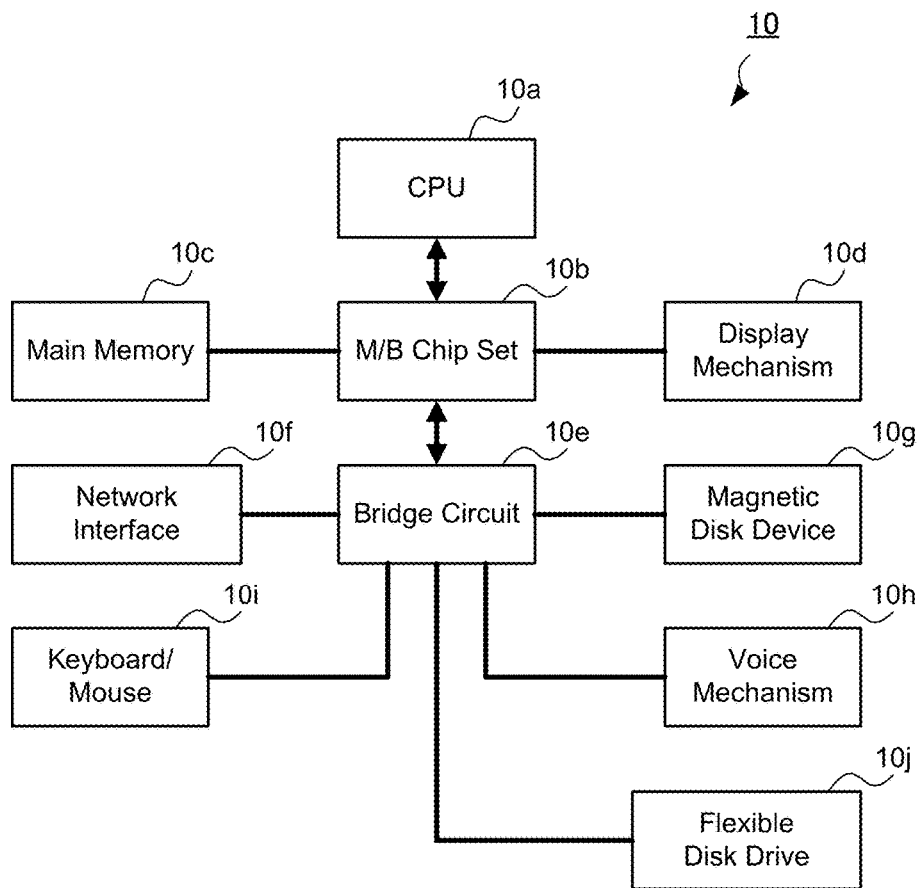 10
10a
CPU
10c
10b
10d
Main Memory
M/B Chip Set
Display
Mechanism
10f
10e
10g
Network
Interface
Bridge Circuit
Magnetic
Disk Device
10i
10h
Keyboard/
Mouse
Voice
Mechanism
10j
Flexible
Disk Drive